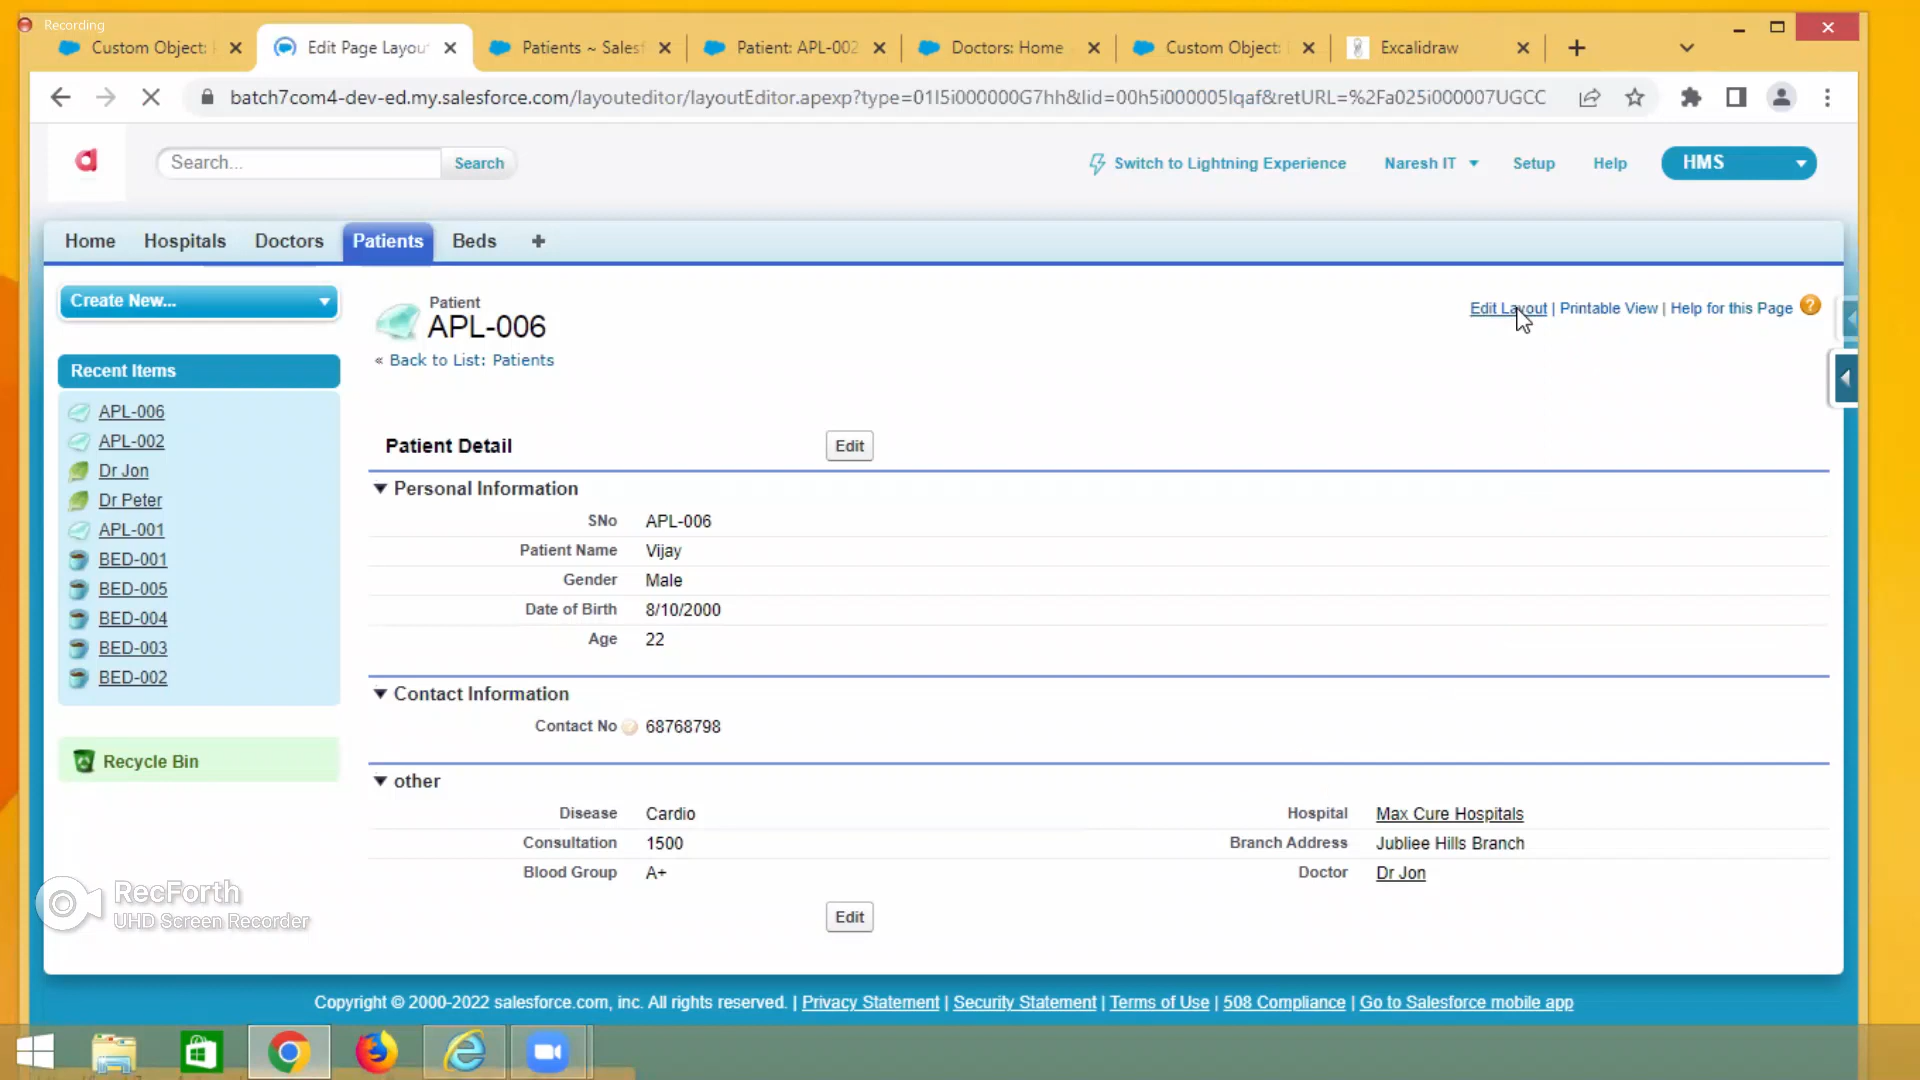 Recording
Custom Object:
Edit Page Layou
Patients ~ Sales
Patient: APL-002
Doctors: Home
Custom Object:
Excalidraw
batch7com4-dev-ed.my.salesforce.com/layouteditor/layoutEditor.apexp?type=01I5i000000G7hh&lid=00h5i000005Iqaf&retURL=%2Fa025i000007UGCC
Search...
Search
Switch to Lightning Experience
Naresh IT
Setup
Help
HMS
Home
Hospitals
Doctors
Patients
Beds
Create New...
Recent Items
APL-006
APL-002
Dr Jon
Dr Peter
APL-001
BED-001
BED-005
BED-004
BED-003
BED-002
Recycle Bin
Patient
APL-006
« Back to List: Patients
Edit Layout | Printable View | Help for this Page
Patient Detail
Edit
Personal Information
SNo APL-006
Patient Name Vijay
Gender Male
Date of Birth 8/10/2000
Age 22
Contact Information
Contact No 68768798
other
Disease Cardio
Hospital Max Cure Hospitals
Consultation 1500
Branch Address Jubliee Hills Branch
Blood Group A+
Doctor Dr Jon
Edit
RecForth
UHD Screen Recorder
Copyright © 2000-2022 salesforce.com, inc. All rights reserved. | Privacy Statement | Security Statement | Terms of Use | 508 Compliance | Go to Salesforce mobile app